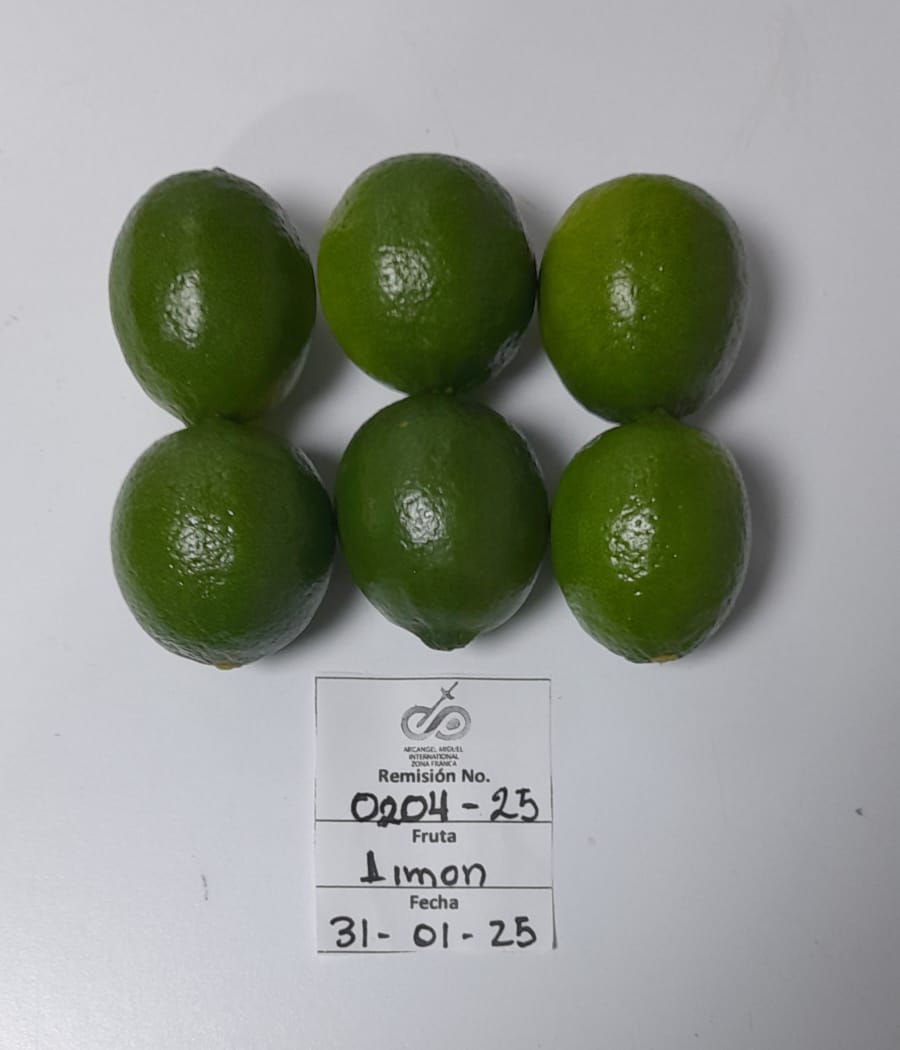 ARCANGEL MIGUEL
INTERNATIONAL
ZONA FRANCA
Remisión No.
0204-25
Fruta
Limon
Fecha
31-01-25